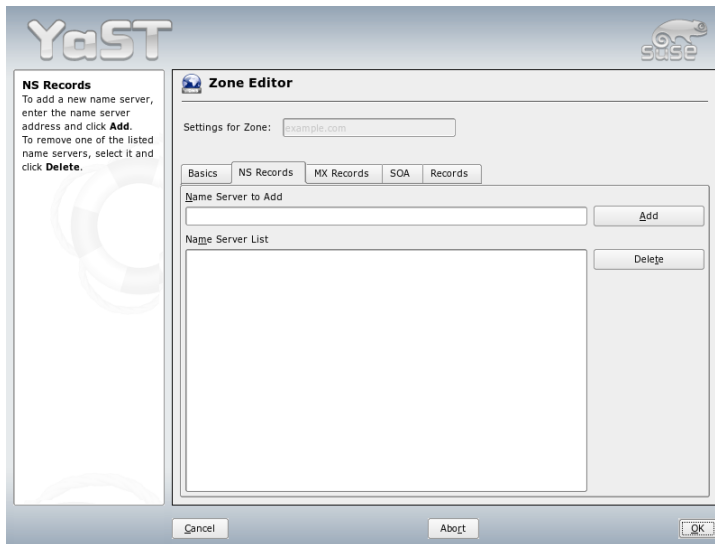 YaST
SUSE
NS Records
To add a new name server,
enter the name server
address and click Add.
To remove one of the listed
name servers, select it and
click Delete.
Zone Editor
Settings for Zone: example.com
Basics NS Records MX Records SOA Records
Name Server to Add
Add
Name Server List
Delete
Cancel Abort OK